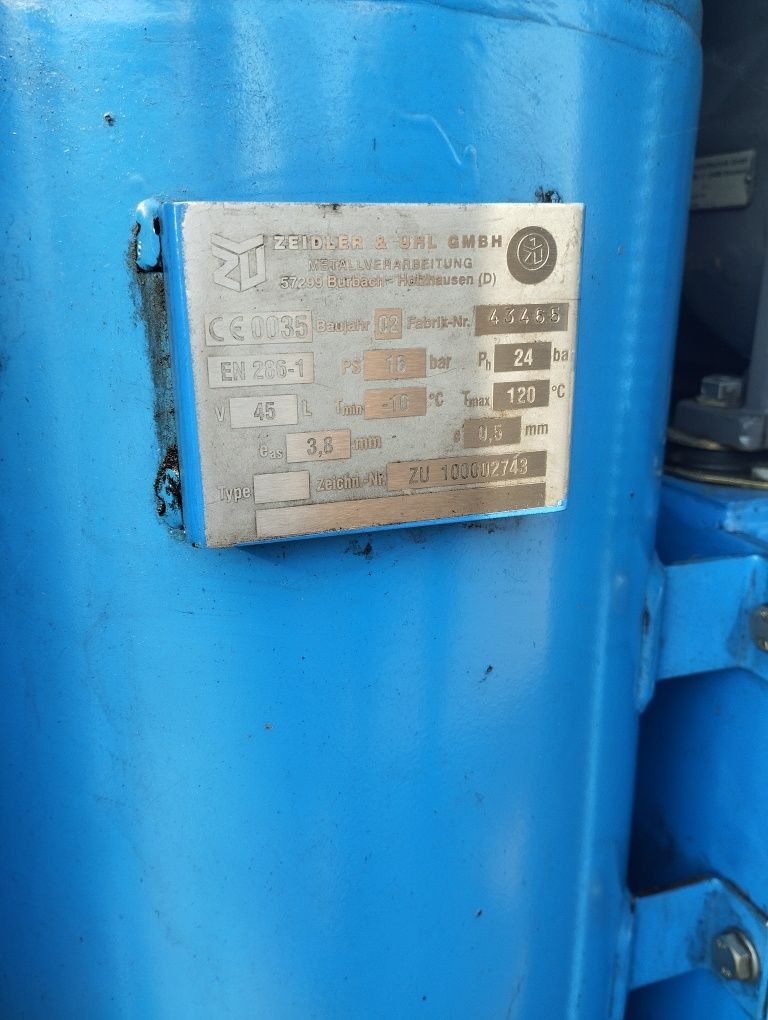 ZU ZEIDLER & UHL GMBH ZU
METALLVERARBEITUNG
57299 Burbach - Holzhausen (D)
CE 0035 Baujahr 02 Fabrik-Nr. 43465
EN 286-1 PS 16 bar Ph 24 ba
V 45 L Tmin -10 °C Tmax 120 °C
eas 3,8 mm ø 0,5 mm
Type Zeichn.-Nr. ZU 100002743